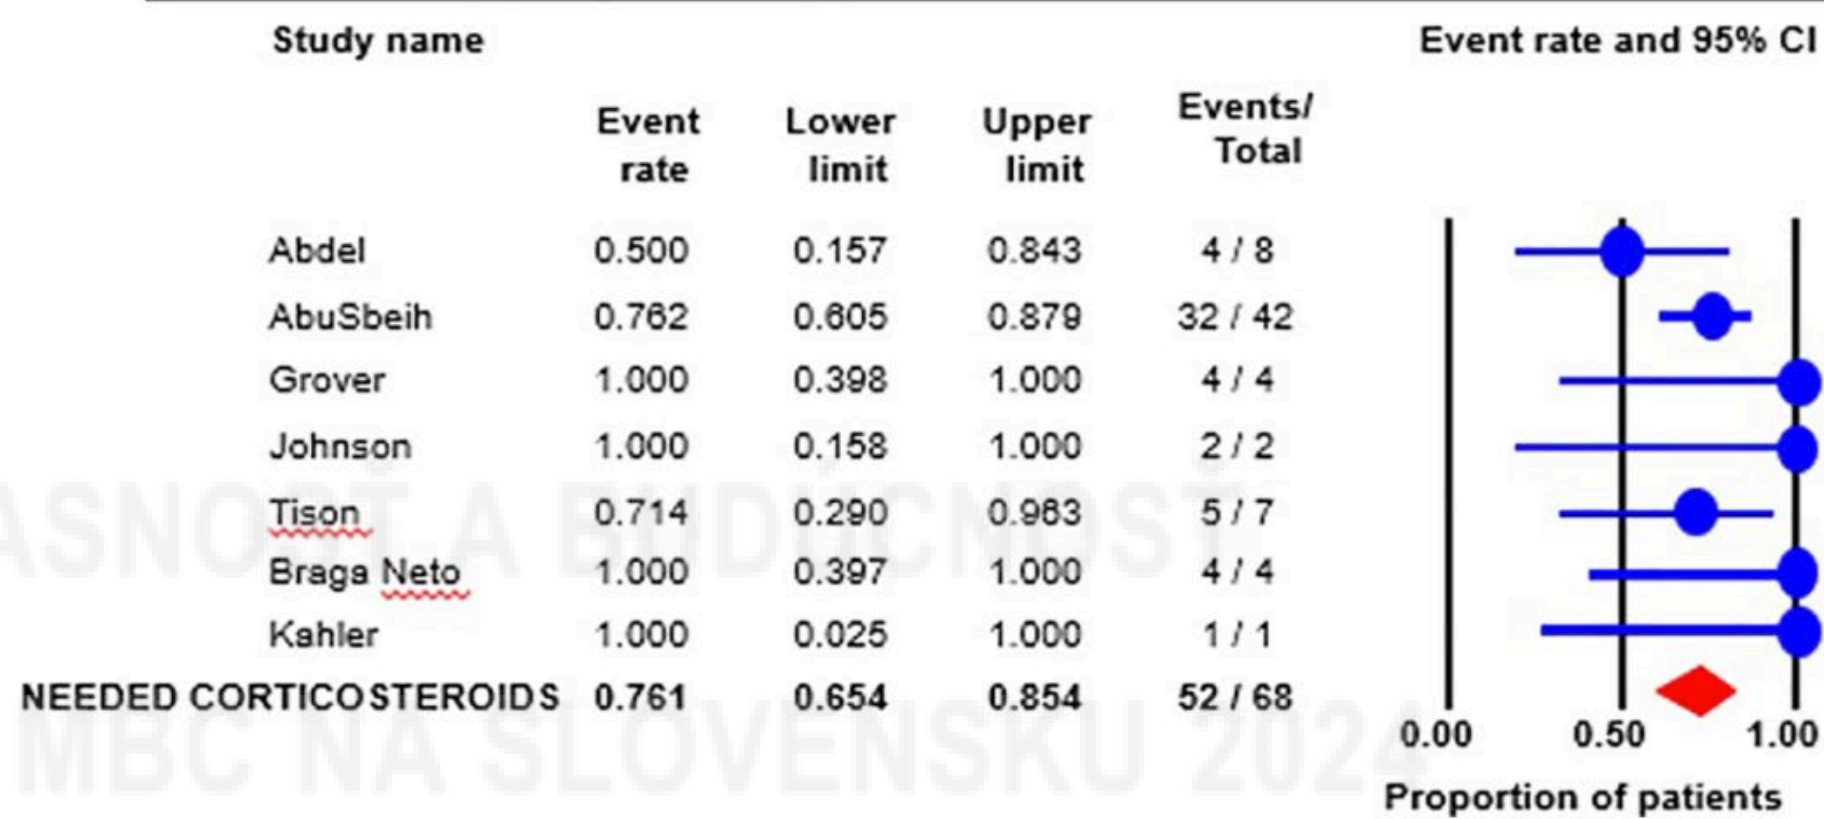 Study name Event rate and 95% CI
Event Lower Upper Events/
rate limit limit Total
Abdel 0.500 0.157 0.843 4 / 8
AbuSbeih 0.762 0.605 0.879 32 / 42
Grover 1.000 0.398 1.000 4 / 4
Johnson 1.000 0.158 1.000 2 / 2
Tison 0.714 0.290 0.963 5 / 7
Braga Neto 1.000 0.397 1.000 4 / 4
Kahler 1.000 0.025 1.000 1 / 1
NEEDED CORTICOSTEROIDS 0.761 0.654 0.854 52 / 68
0.00 0.50 1.00
Proportion of patients
A BUDÚCNOSŤ
MBC NA SLOVENSKU 2024